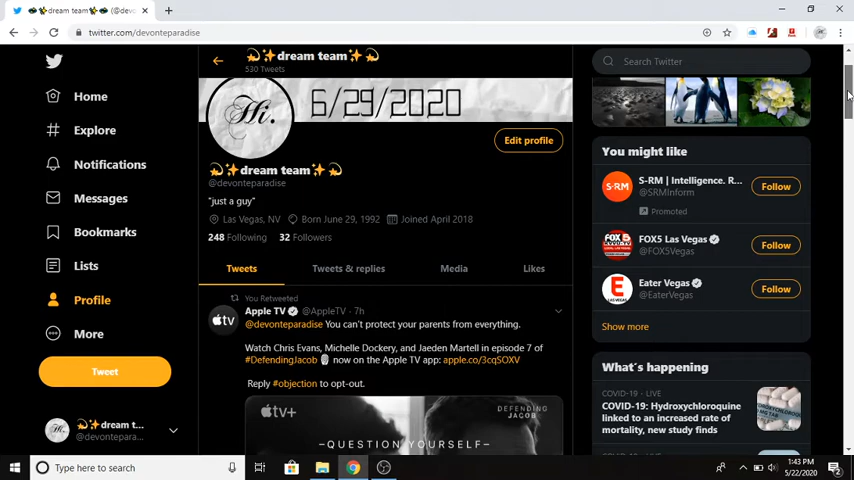 dream team (@devo
twitter.com/devonteparadise
dream team
530 Tweets
Search Twitter
Hi.
6/29/2020
Edit profile
dream team
@devonteparadise
"just a guy"
Las Vegas, NV Born June 29, 1992 Joined April 2018
248 Following 32 Followers
Tweets Tweets & replies Media Likes
You Retweeted
Apple TV @AppleTV · 7h
@devonteparadise You can't protect your parents from everything.
Watch Chris Evans, Michelle Dockery, and Jaeden Martell in episode 7 of
#DefendingJacob now on the Apple TV app: apple.co/3cqSOXV
Reply #objection to opt-out.
tv+
DEFENDING
JACOB
–QUESTION YOURSELF–
Home
Explore
Notifications
Messages
Bookmarks
Lists
Profile
More
Tweet
dream t...
@devontepara...
You might like
S-RM | Intelligence. R...
@SRMInform
Promoted
Follow
FOX5 Las Vegas
@FOX5Vegas
Follow
Eater Vegas
@EaterVegas
Follow
Show more
What's happening
COVID-19 · LIVE
COVID-19: Hydroxychloroquine
linked to an increased rate of
mortality, new study finds
COVID-19 · LIVE
Type here to search
1:43 PM
5/22/2020